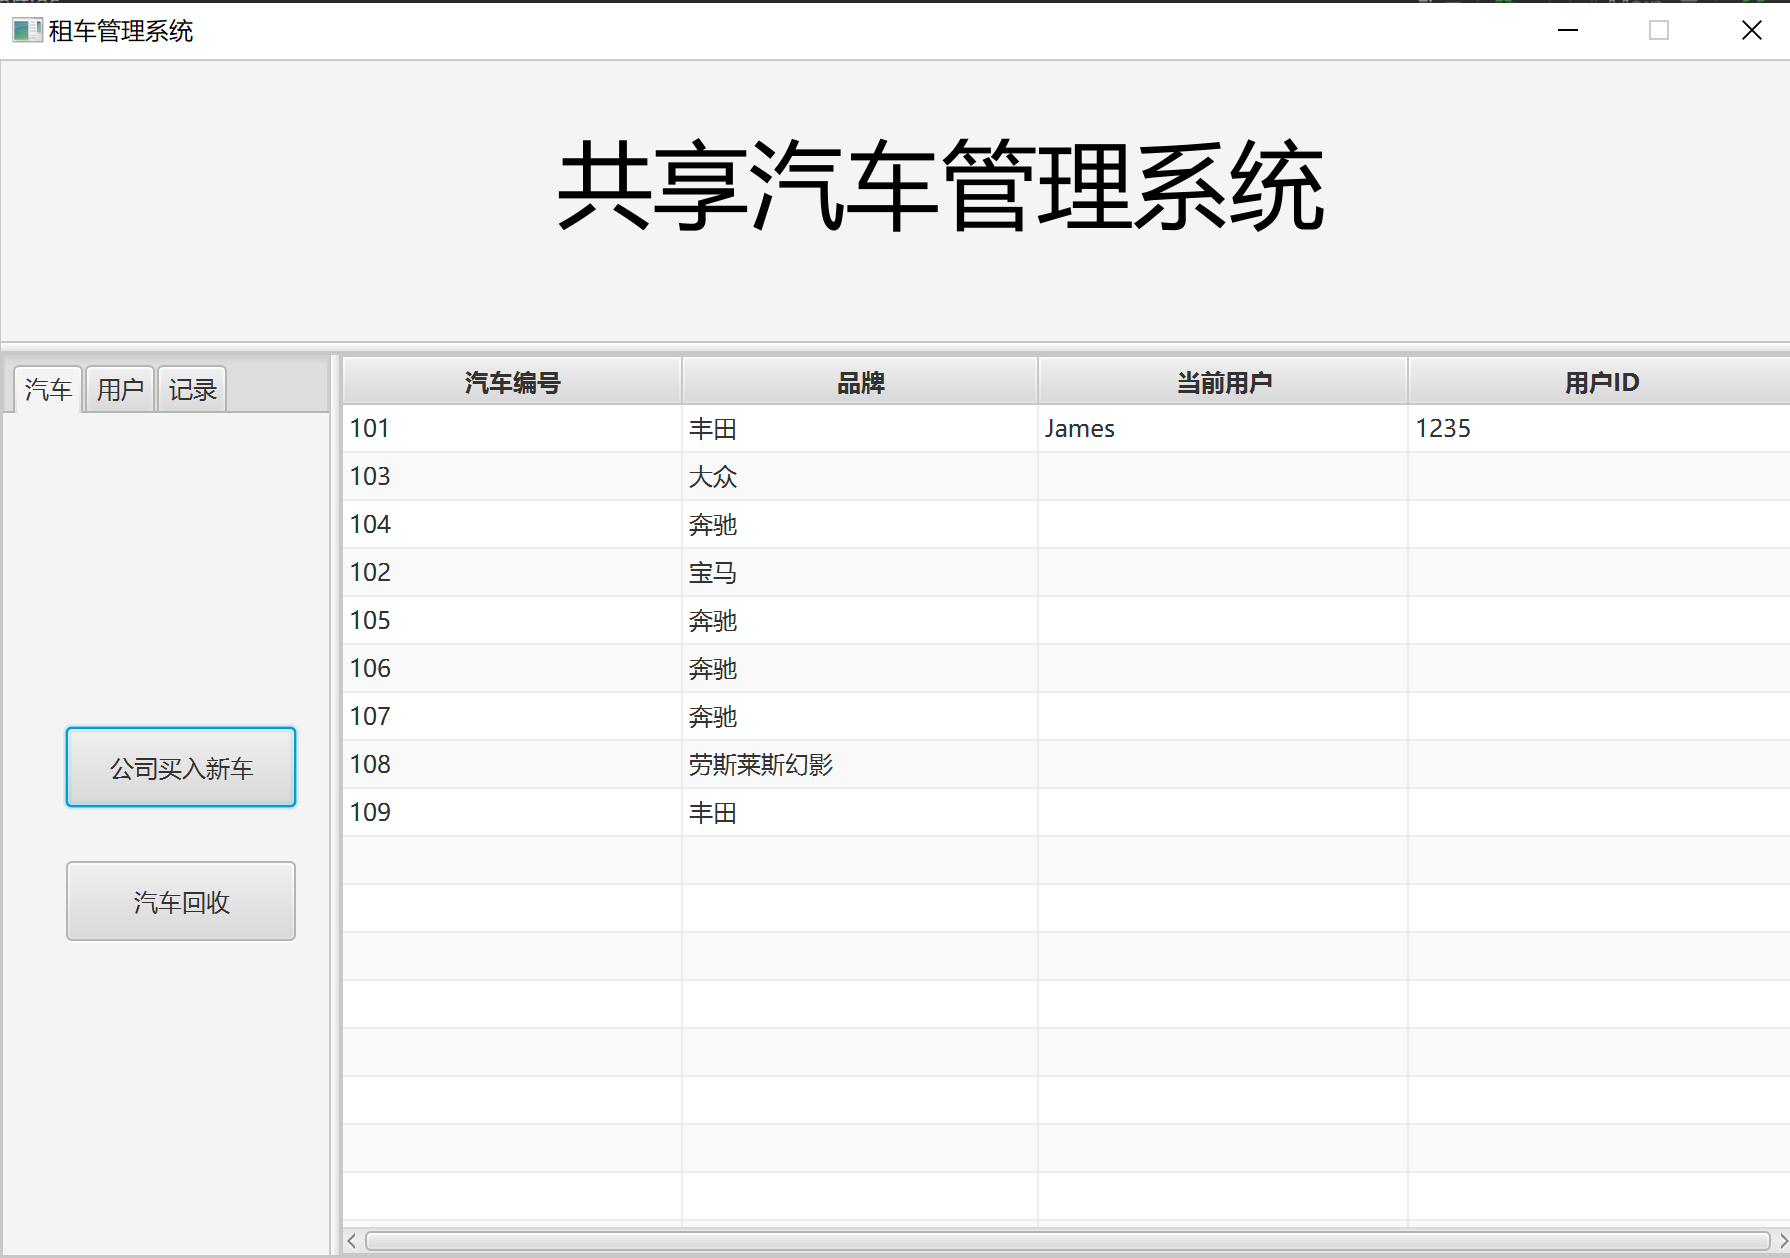 租车管理系统
共享汽车管理系统
汽车 用户 记录
汽车编号 品牌 当前用户 用户ID
101 丰田 James 1235
103 大众
104 奔驰
102 宝马
105 奔驰
106 奔驰
107 奔驰
108 劳斯莱斯幻影
109 丰田
公司买入新车
汽车回收